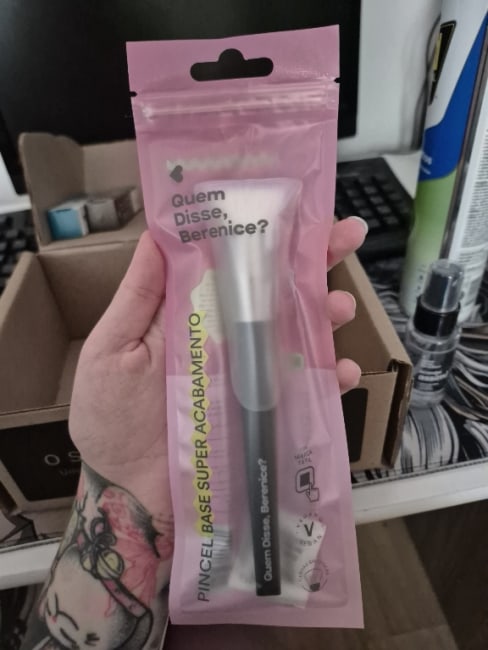 Quem
Disse,
Berenice?
PINCEL BASE SUPER ACABAMENTO
Quem Disse, Berenice?